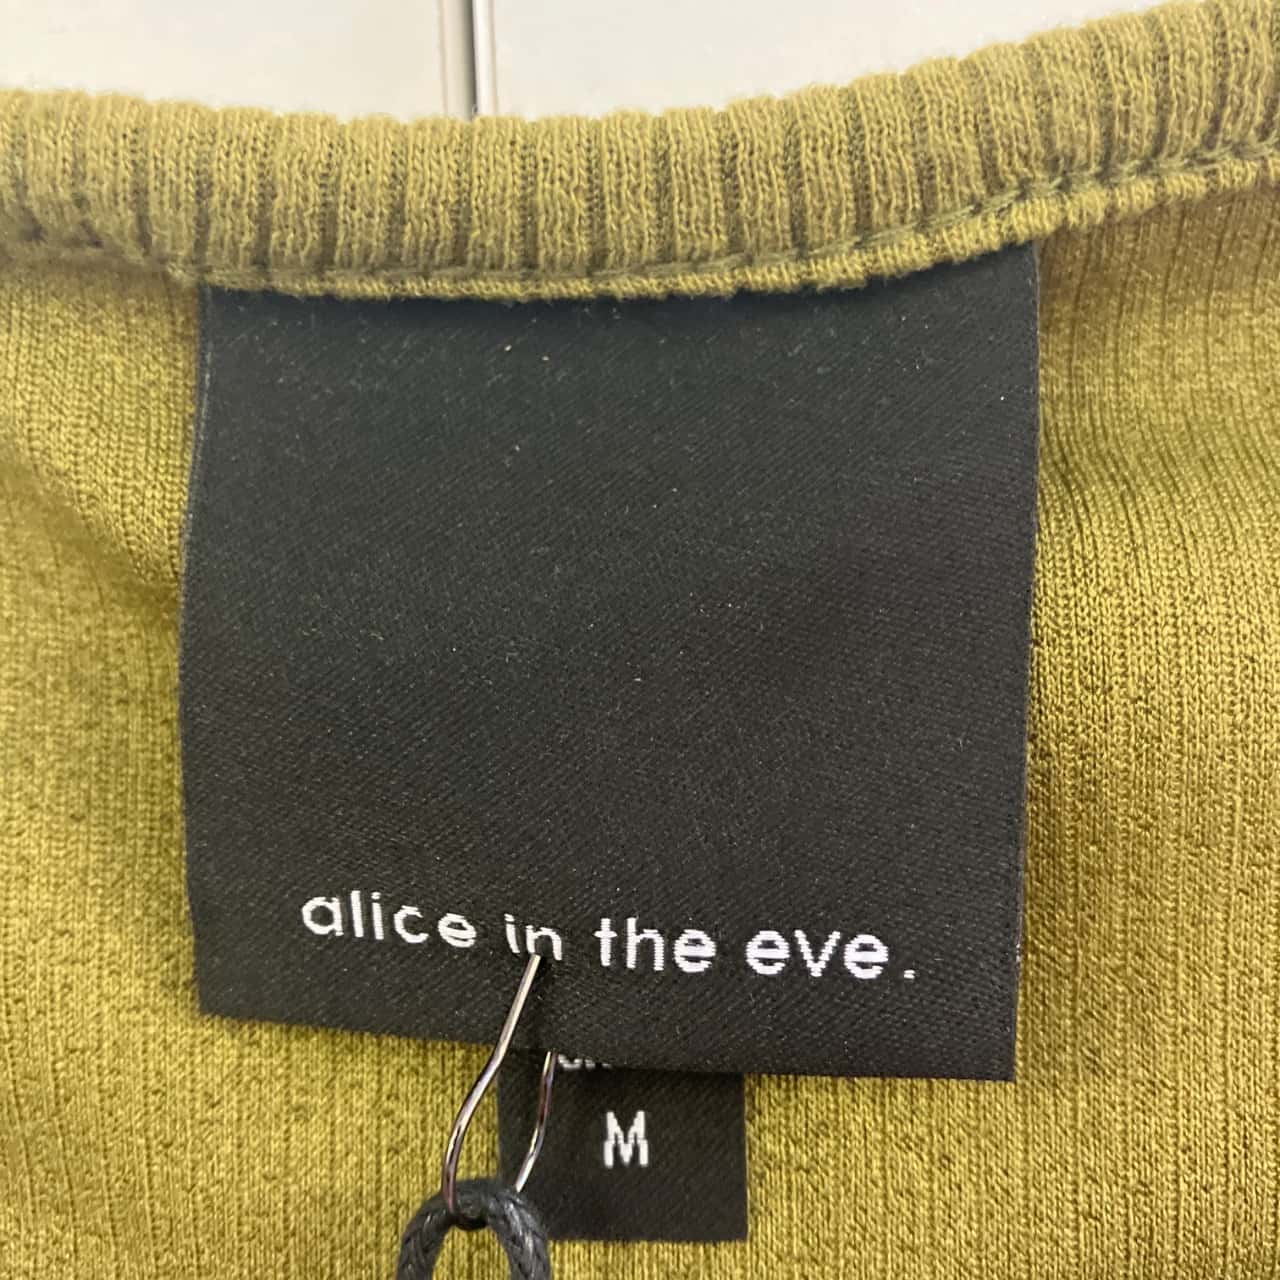 alice in the eve.
M